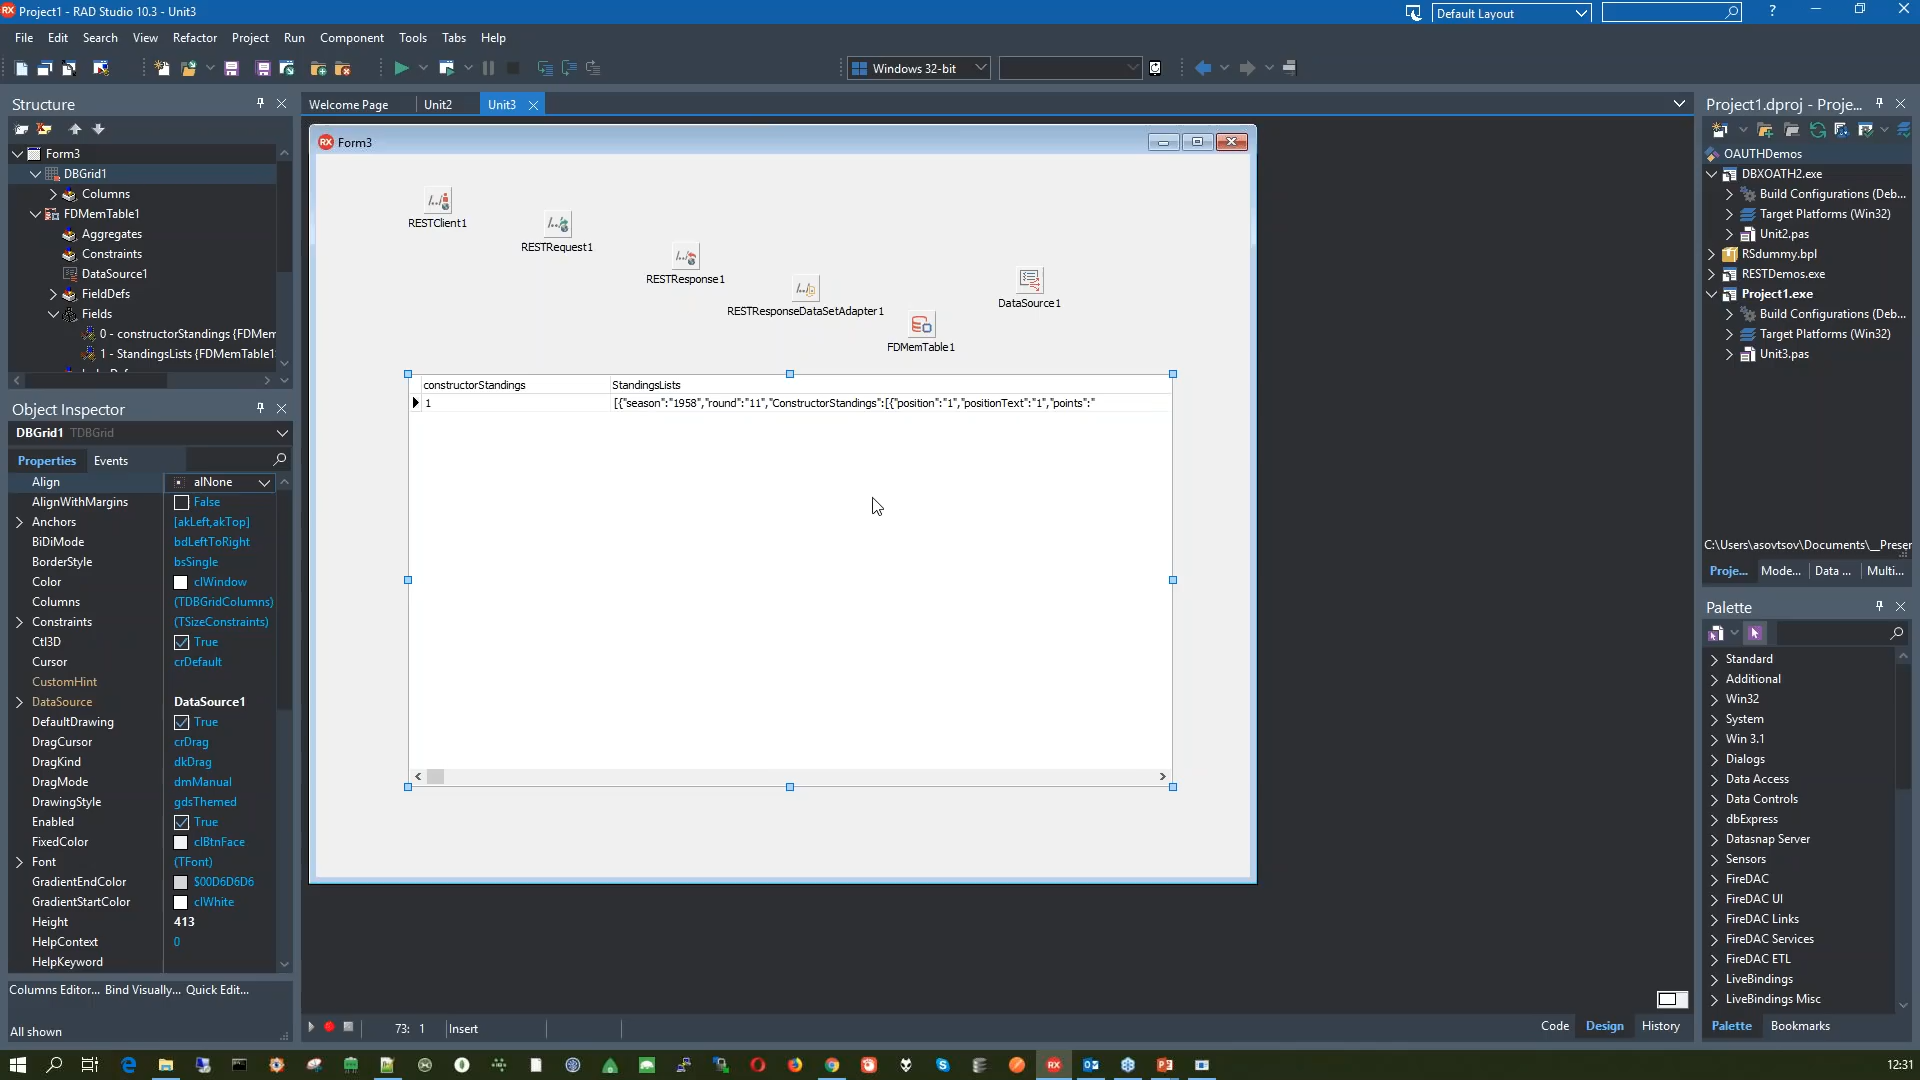 Project1 - RAD Studio 10.3 - Unit3
Default Layout
File Edit Search View Refactor Project Run Component Tools Tabs Help
Windows 32-bit
Structure
Form3
DBGrid1
Columns
FDMemTable1
Aggregates
Constraints
DataSource1
FieldDefs
Fields
0 - constructorStandings {FDMem
1 - StandingsLists {FDMemTable1
Object Inspector
DBGrid1 TDBGrid
Properties Events
Align alNone
AlignWithMargins False
Anchors [akLeft,akTop]
BiDiMode bdLeftToRight
BorderStyle bsSingle
Color clWindow
Columns (TDBGridColumns)
Constraints (TSizeConstraints)
Ctl3D True
Cursor crDefault
CustomHint
DataSource DataSource1
DefaultDrawing True
DragCursor crDrag
DragKind dkDrag
DragMode dmManual
DrawingStyle gdsThemed
Enabled True
FixedColor clBtnFace
Font (TFont)
GradientEndColor $00D6D6D6
GradientStartColor clWhite
Height 413
HelpContext 0
HelpKeyword
Columns Editor... Bind Visually... Quick Edit...
All shown
Welcome Page Unit2 Unit3
Form3
RESTClient1
RESTRequest1
RESTResponse1
RESTResponseDataSetAdapter1
FDMemTable1
DataSource1
constructorStandings StandingsLists
1 [{"season":"1958","round":"11","ConstructorStandings":[{"position":"1","positionText":"1","points":"
73: 1 Insert
Code Design History
Project1.dproj - Proje...
OAUTHDemos
DBXOATH2.exe
Build Configurations (Deb...
Target Platforms (Win32)
Unit2.pas
RSdummy.bpl
RESTDemos.exe
Project1.exe
Build Configurations (Deb...
Target Platforms (Win32)
Unit3.pas
C:\Users\asovtsov\Documents\__Preser
Proje... Mode... Data ... Multi...
Palette
Standard
Additional
Win32
System
Win 3.1
Dialogs
Data Access
Data Controls
dbExpress
Datasnap Server
Sensors
FireDAC
FireDAC UI
FireDAC Links
FireDAC Services
FireDAC ETL
LiveBindings
LiveBindings Misc
Palette Bookmarks
12:31